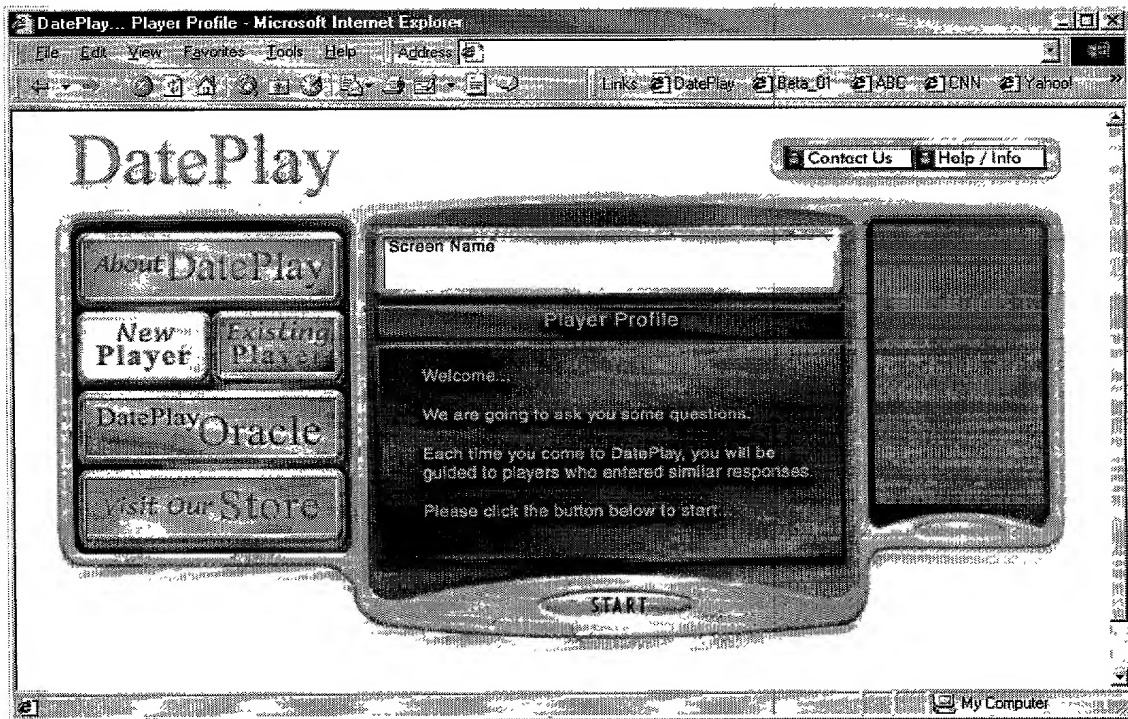 DatePlay... Player Profile - Microsoft Internet Explorer
File Edit View Favorites Tools Help Address
Links DatePlay Beta_01 ABC CNN Yahoo! »
DatePlay
Contact Us Help / Info
About DatePlay
New Player
Existing Player
DatePlay Oracle
Visit Our Store
Screen Name
Player Profile
Welcome...
We are going to ask you some questions.
Each time you come to DatePlay, you will be
guided to players who entered similar responses.
Please click the button below to start...
START
My Computer